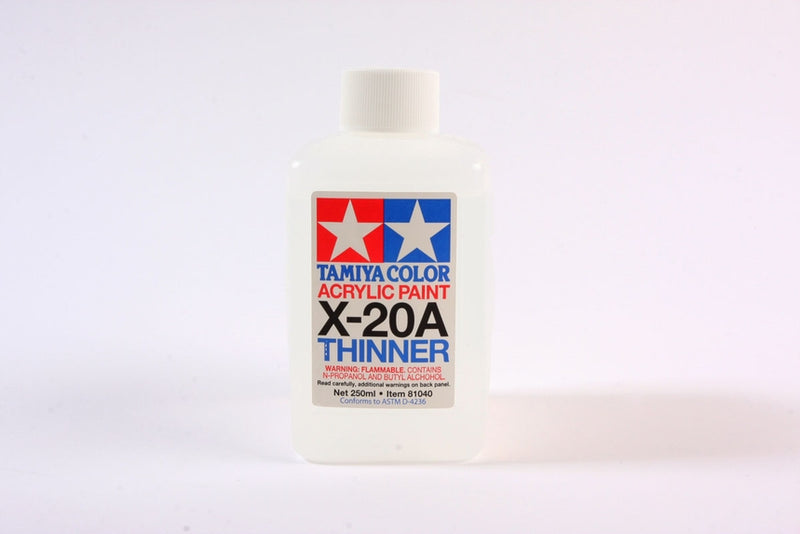 TAMIYA COLOR
ACRYLIC PAINT
X-20A
THINNER
WARNING: FLAMMABLE. CONTAINS
N-PROPANOL AND BUTYL ALCHOHOL.
Read carefully, additional warnings on back panel.
Net 250ml • Item 81040
Conforms to ASTM D-4236